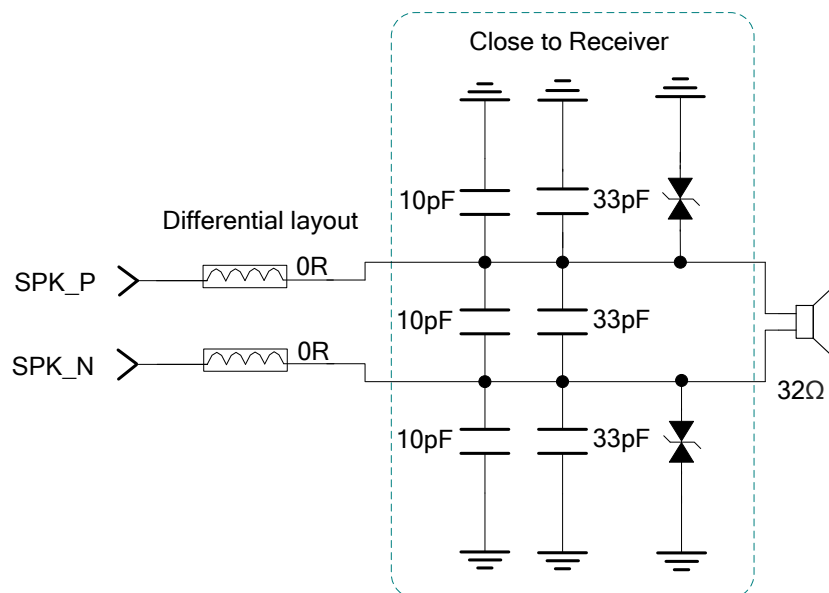 Close to Receiver
10pF
33pF
Differential layout
SPK_P
0R
10pF
33pF
SPK_N
0R
32Ω
10pF
33pF